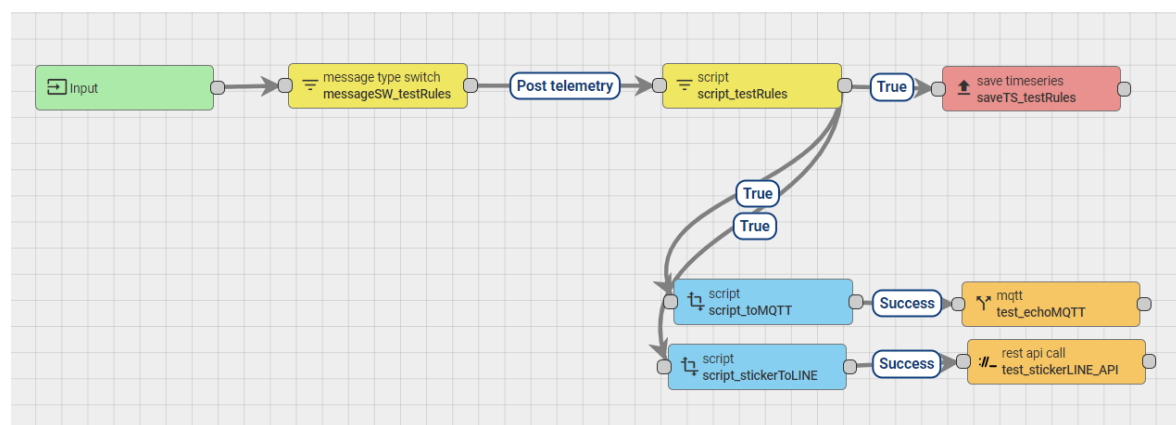 Input
message type switch
messageSW_testRules
Post telemetry
script
script_testRules
True
save timeseries
saveTS_testRules
True
True
script
script_toMQTT
Success
mqtt
test_echoMQTT
script
script_stickerToLINE
Success
rest api call
test_stickerLINE_API